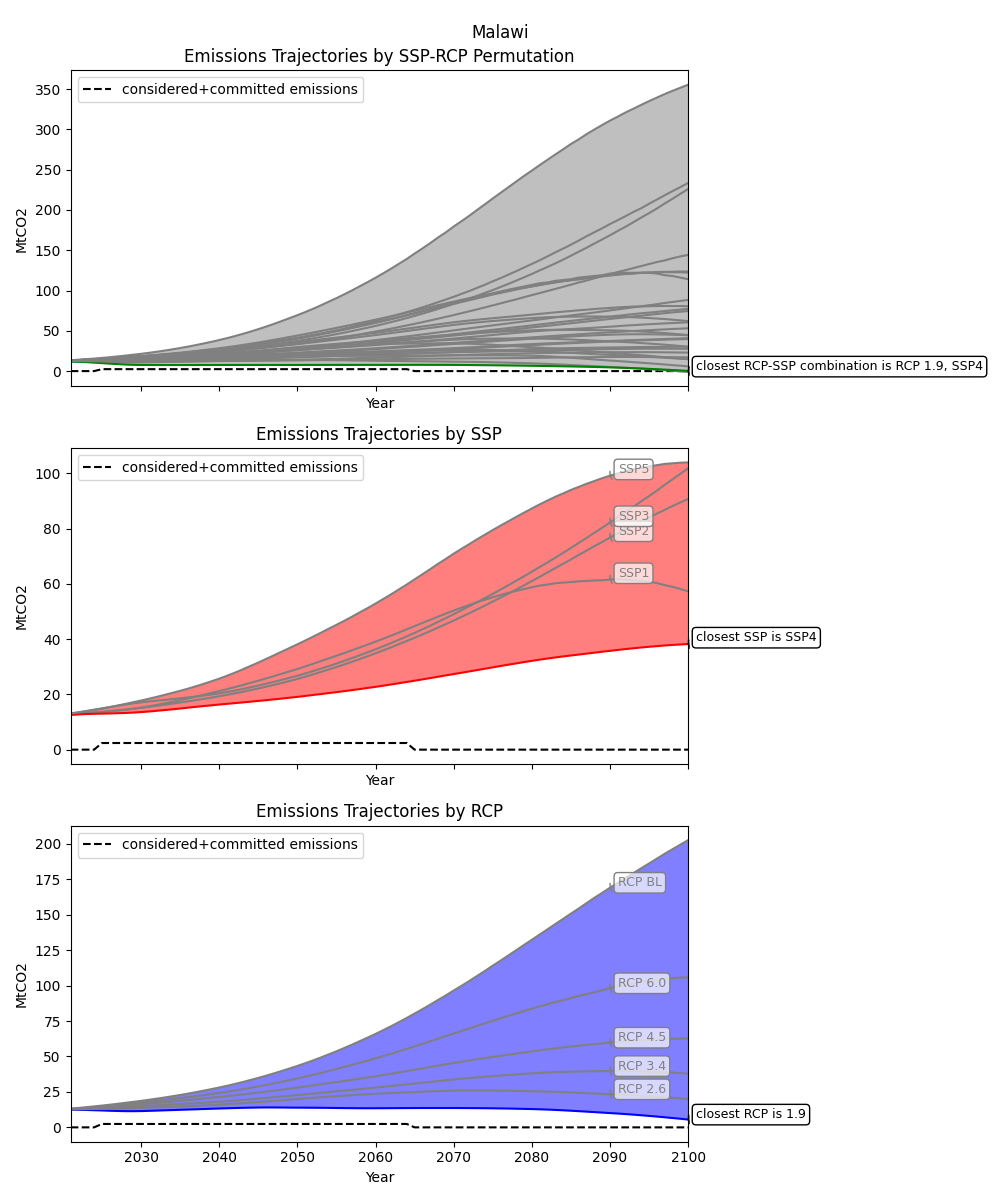 Malawi
Emissions Trajectories by SSP-RCP Permutation
considered+committed emissions
350
300
250
200
150
100
50
0
MtCO2
closest RCP-SSP combination is RCP 1.9, SSP4
Year
Emissions Trajectories by SSP
considered+committed emissions
100
80
60
40
20
0
MtCO2
SSP5
SSP3
SSP2
SSP1
closest SSP is SSP4
Year
Emissions Trajectories by RCP
considered+committed emissions
200
175
150
125
100
75
50
25
0
MtCO2
RCP BL
RCP 6.0
RCP 4.5
RCP 3.4
RCP 2.6
closest RCP is 1.9
2030 2040 2050 2060 2070 2080 2090 2100
Year